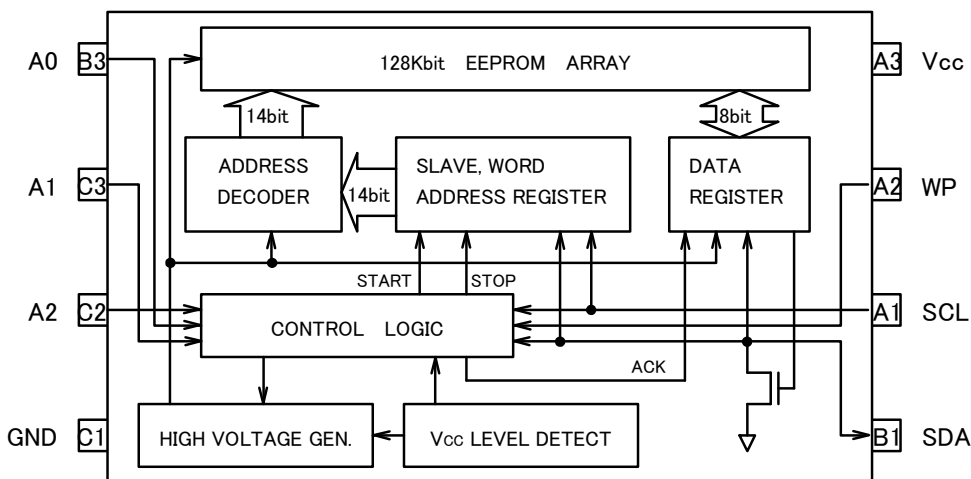 128Kbit EEPROM ARRAY
A0 B3
A3 Vcc
14bit
8bit
ADDRESS
DECODER
14bit
SLAVE, WORD
ADDRESS REGISTER
DATA
REGISTER
A1 C3
A2 WP
START
STOP
A2 C2
CONTROL LOGIC
A1 SCL
ACK
GND C1
HIGH VOLTAGE GEN.
Vcc LEVEL DETECT
B1 SDA